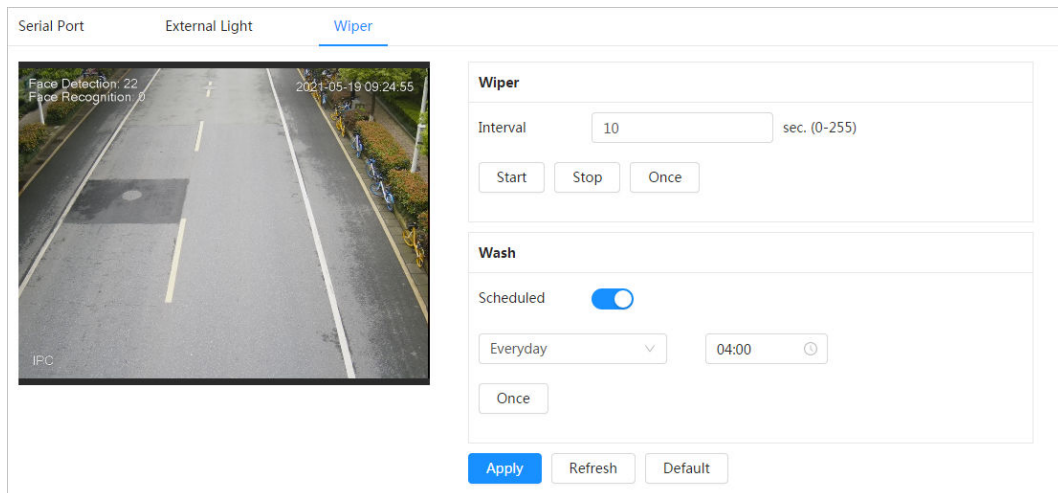 Serial Port External Light Wiper
Face Detection: 22 2021-05-19 09:24:55
Face Recognition: 0
IPC
Wiper
Interval 10 sec. (0-255)
Start Stop Once
Wash
Scheduled
Everyday 04:00
Once
Apply Refresh Default